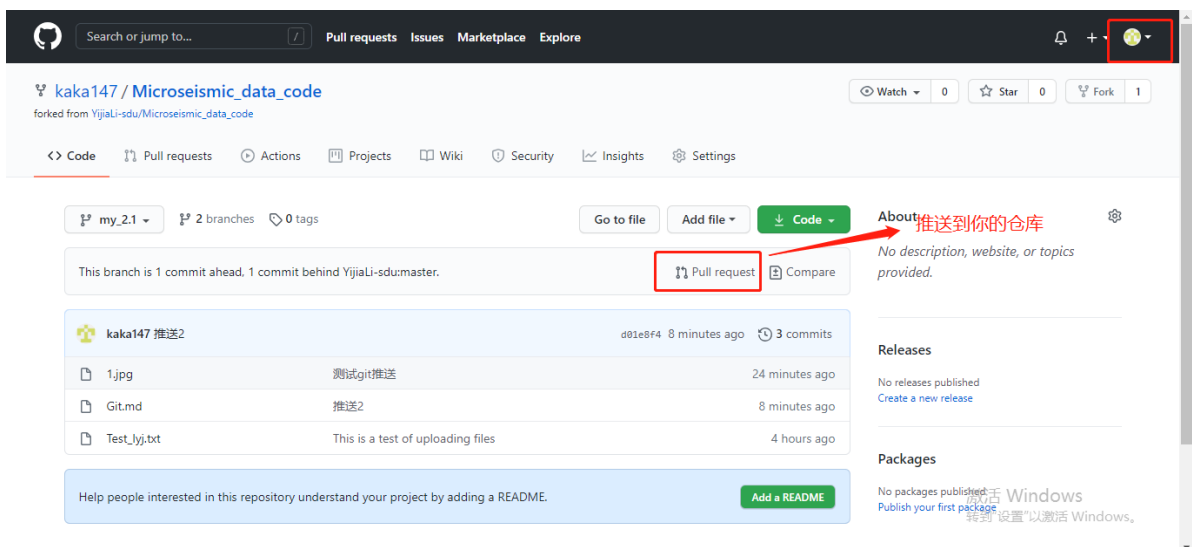 Search or jump to... /
Pull requests Issues Marketplace Explore
kaka147 / Microseismic_data_code
Watch 0 Star 0 Fork 1
forked from YijiaLi-sdu/Microseismic_data_code
Code Pull requests Actions Projects Wiki Security Insights Settings
my_2.1 2 branches 0 tags
Go to file Add file Code
About
推送到你的仓库
No description, website, or topics
provided.
This branch is 1 commit ahead, 1 commit behind YijiaLi-sdu:master.
Pull request Compare
kaka147 推送2 d01e8f4 8 minutes ago 3 commits
1.jpg 测试git推送 24 minutes ago
Git.md 推送2 8 minutes ago
Test_lyj.txt This is a test of uploading files 4 hours ago
Help people interested in this repository understand your project by adding a README. Add a README
Releases
No releases published
Create a new release
Packages
No packages published
Publish your first package
激活 Windows
转到"设置"以激活 Windows。